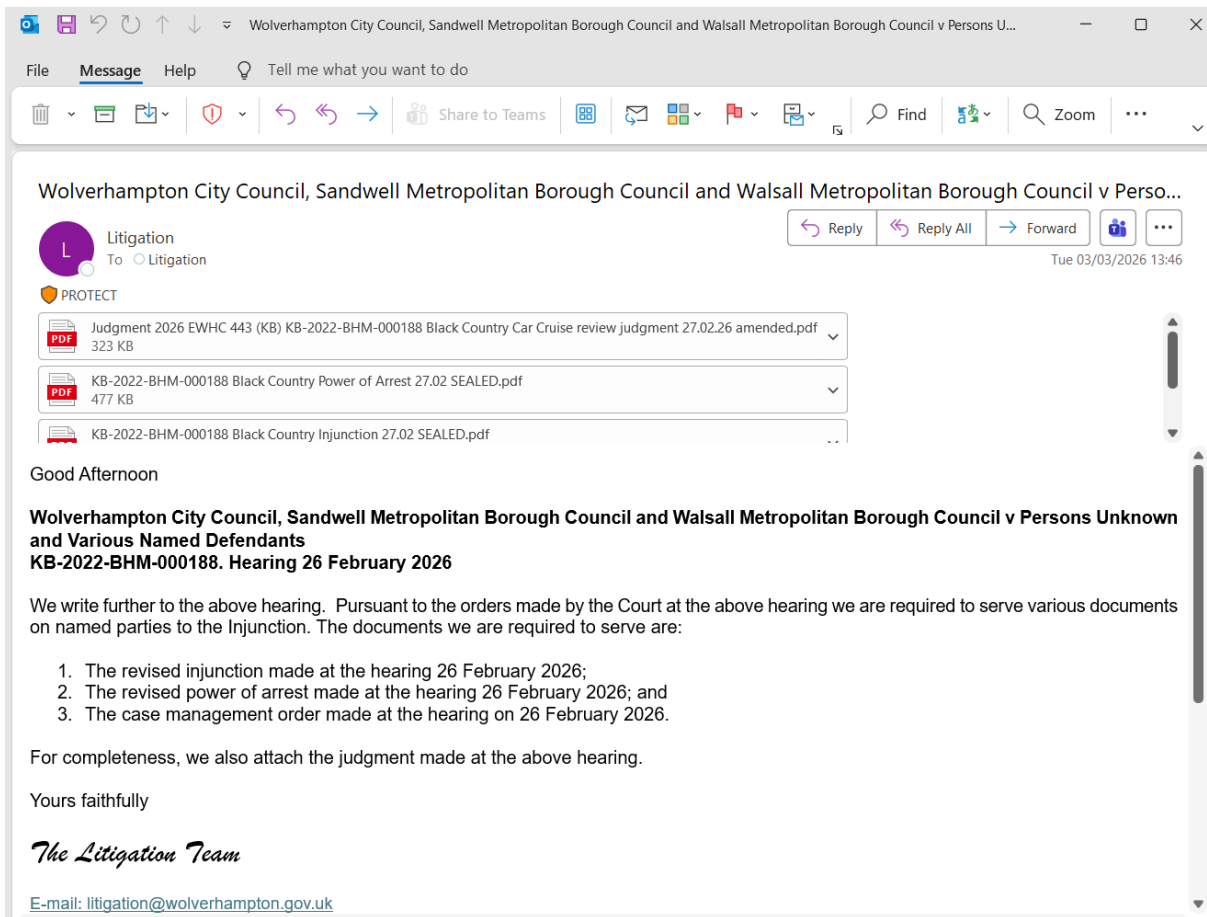 Wolverhampton City Council, Sandwell Metropolitan Borough Council and Walsall Metropolitan Borough Council v Persons U...
File Message Help Tell me what you want to do
Share to Teams Find Zoom
Wolverhampton City Council, Sandwell Metropolitan Borough Council and Walsall Metropolitan Borough Council v Perso...
L
Litigation
To Litigation
Reply Reply All Forward
Tue 03/03/2026 13:46
PROTECT
PDF
Judgment 2026 EWHC 443 (KB) KB-2022-BHM-000188 Black Country Car Cruise review judgment 27.02.26 amended.pdf
323 KB
PDF
KB-2022-BHM-000188 Black Country Power of Arrest 27.02 SEALED.pdf
477 KB
KB-2022-BHM-000188 Black Country Injunction 27.02 SEALED.pdf
Good Afternoon
Wolverhampton City Council, Sandwell Metropolitan Borough Council and Walsall Metropolitan Borough Council v Persons Unknown
and Various Named Defendants
KB-2022-BHM-000188. Hearing 26 February 2026
We write further to the above hearing. Pursuant to the orders made by the Court at the above hearing we are required to serve various documents
on named parties to the Injunction. The documents we are required to serve are:
1. The revised injunction made at the hearing 26 February 2026;
2. The revised power of arrest made at the hearing 26 February 2026; and
3. The case management order made at the hearing on 26 February 2026.
For completeness, we also attach the judgment made at the above hearing.
Yours faithfully
The Litigation Team
E-mail: litigation@wolverhampton.gov.uk